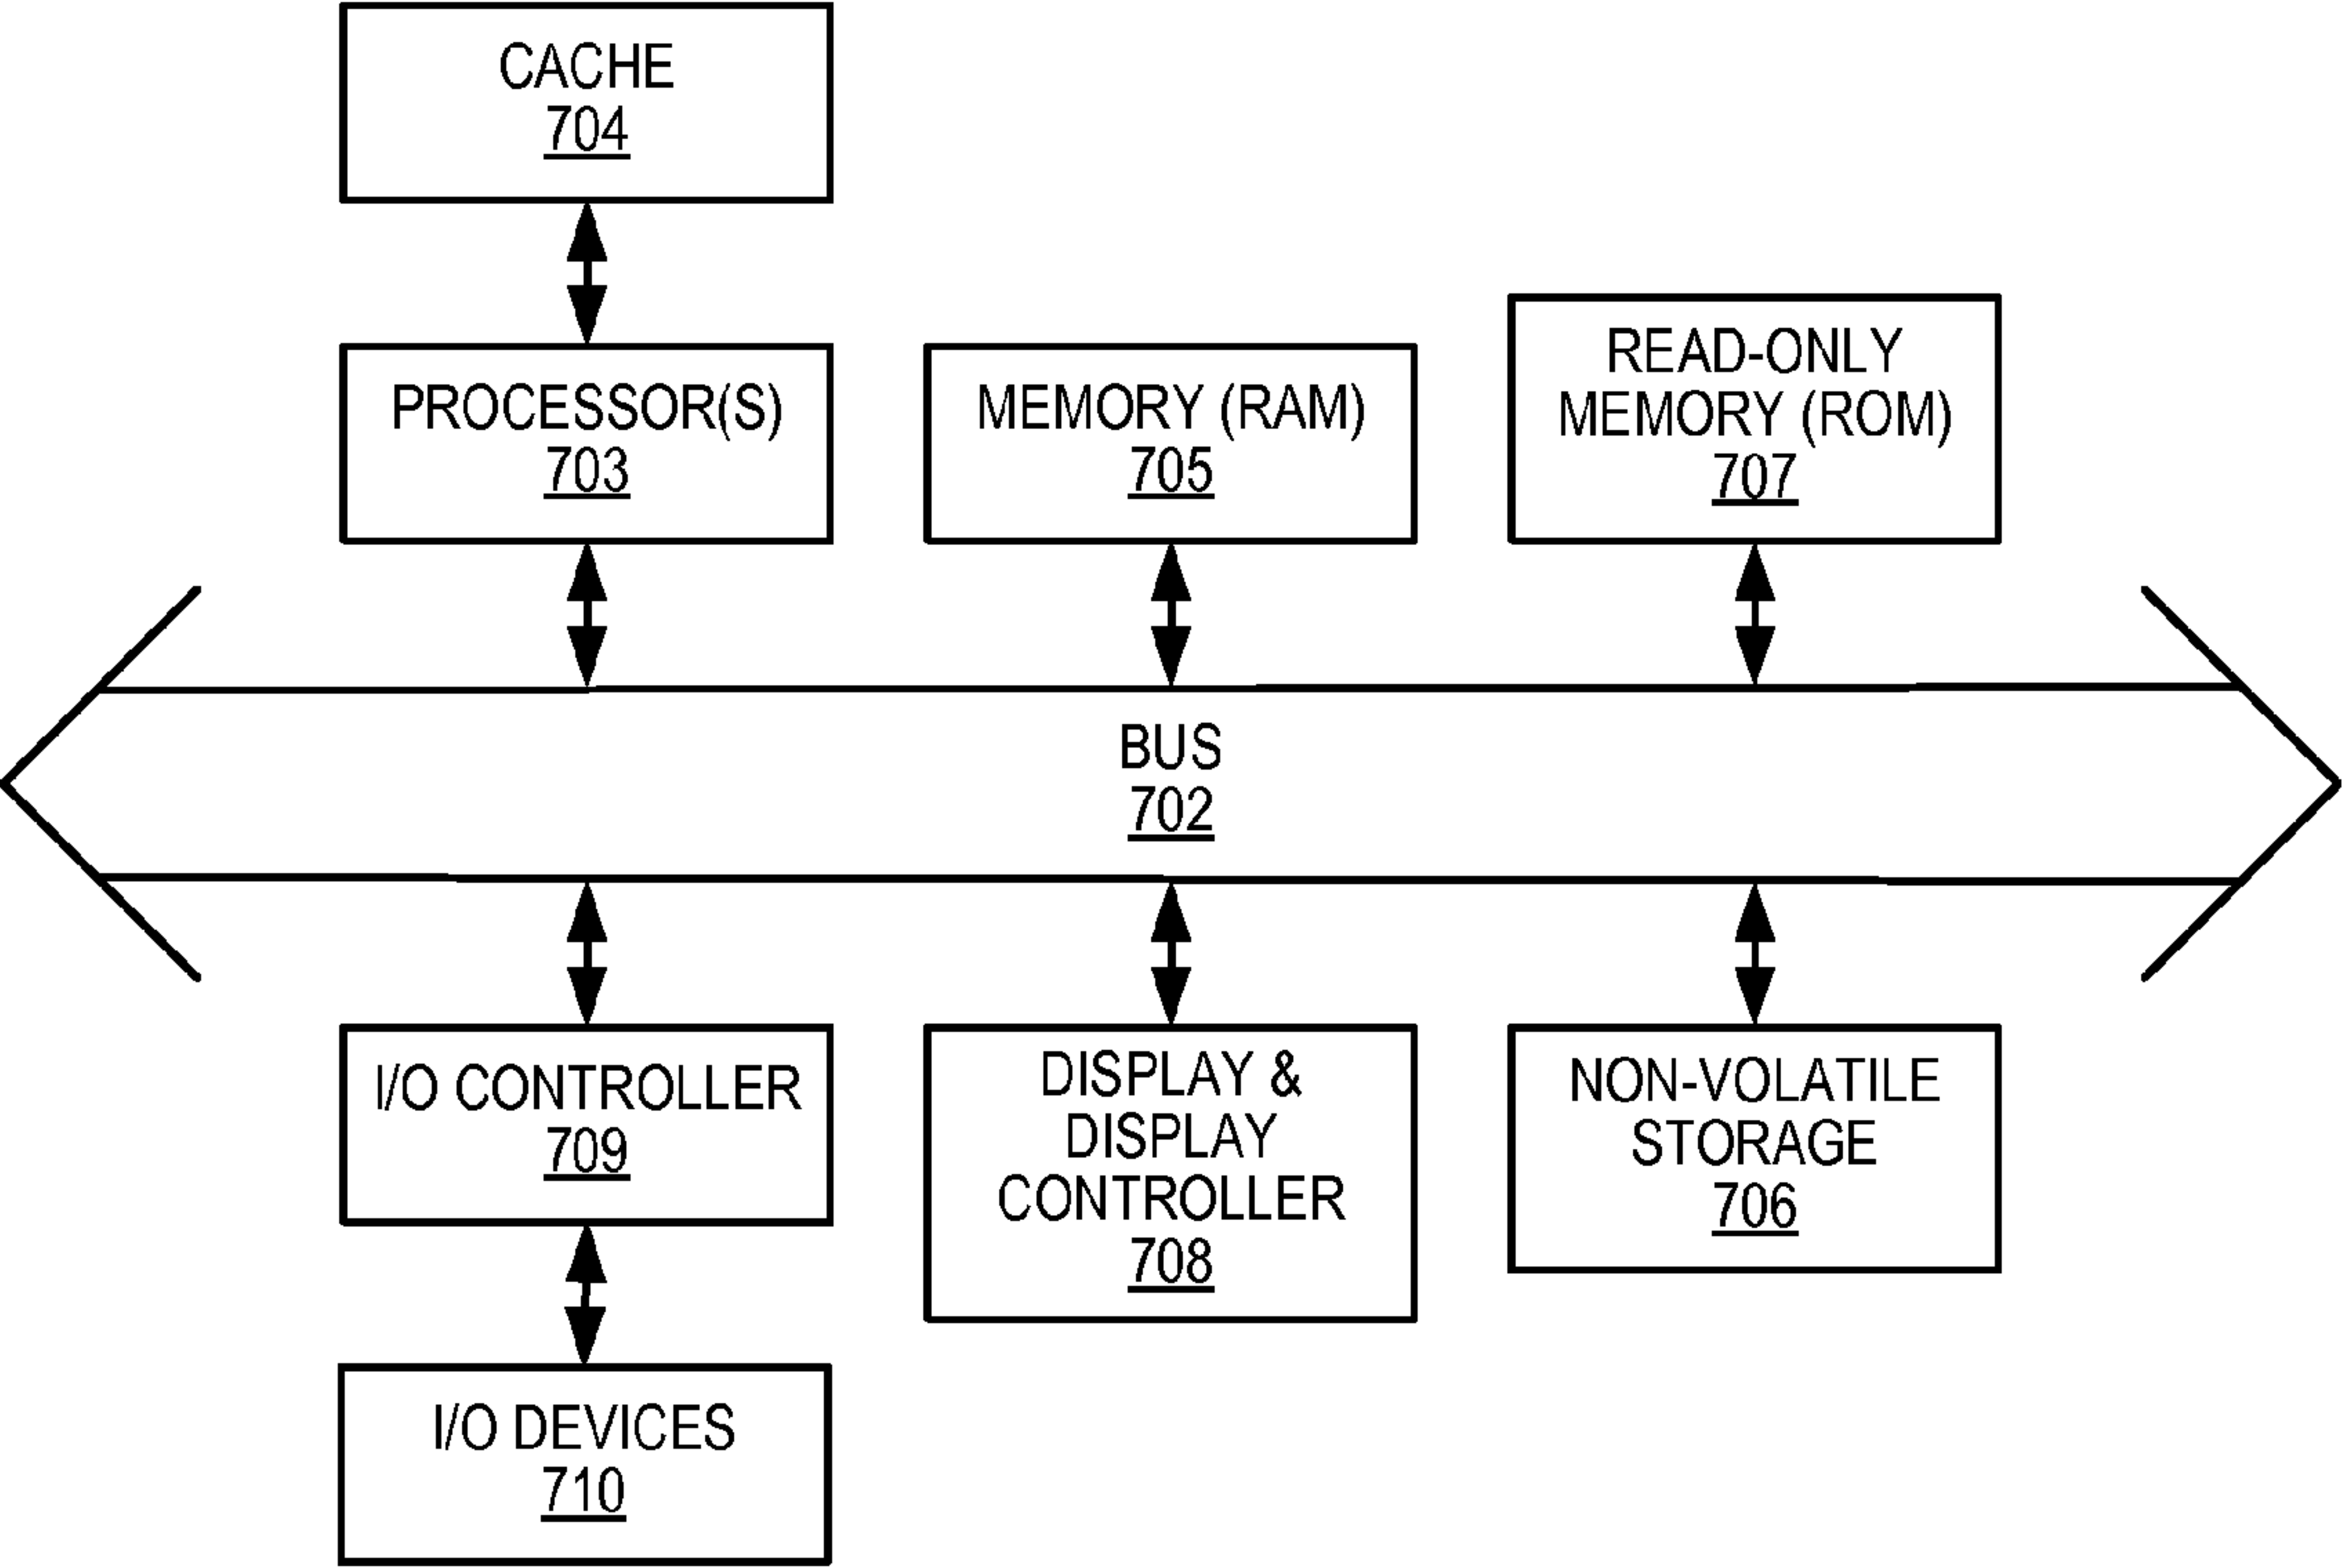 CACHE
704
PROCESSOR(S)
703
MEMORY (RAM)
705
READ-ONLY
MEMORY (ROM)
707
BUS
702
I/O CONTROLLER
709
DISPLAY &
DISPLAY
CONTROLLER
708
NON-VOLATILE
STORAGE
706
I/O DEVICES
710